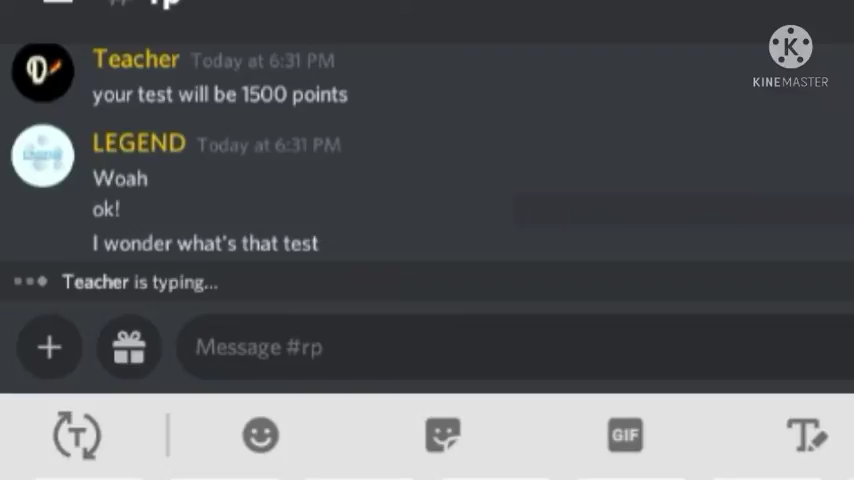 # rp
Teacher Today at 6:31 PM
your test will be 1500 points
LEGEND Today at 6:31 PM
Woah
ok!
I wonder what's that test
Teacher is typing...
Message #rp
GIF
KINEMASTER